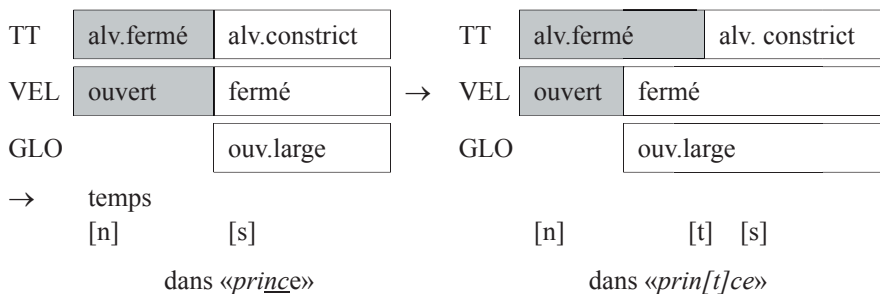 TT alv.fermé alv.constrict TT alv.fermé alv. constrict
VEL ouvert fermé → VEL ouvert fermé
GLO ouv.large GLO ouv.large
→ temps
[n] [s] [n] [t] [s]
dans «prince» dans «prin[t]ce»